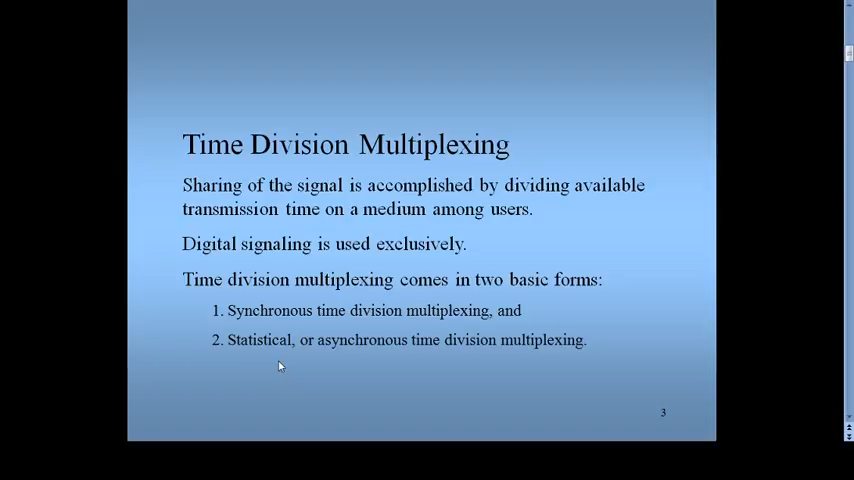 Time Division Multiplexing
Sharing of the signal is accomplished by dividing available
transmission time on a medium among users.
Digital signaling is used exclusively.
Time division multiplexing comes in two basic forms:
1. Synchronous time division multiplexing, and
2. Statistical, or asynchronous time division multiplexing.
3